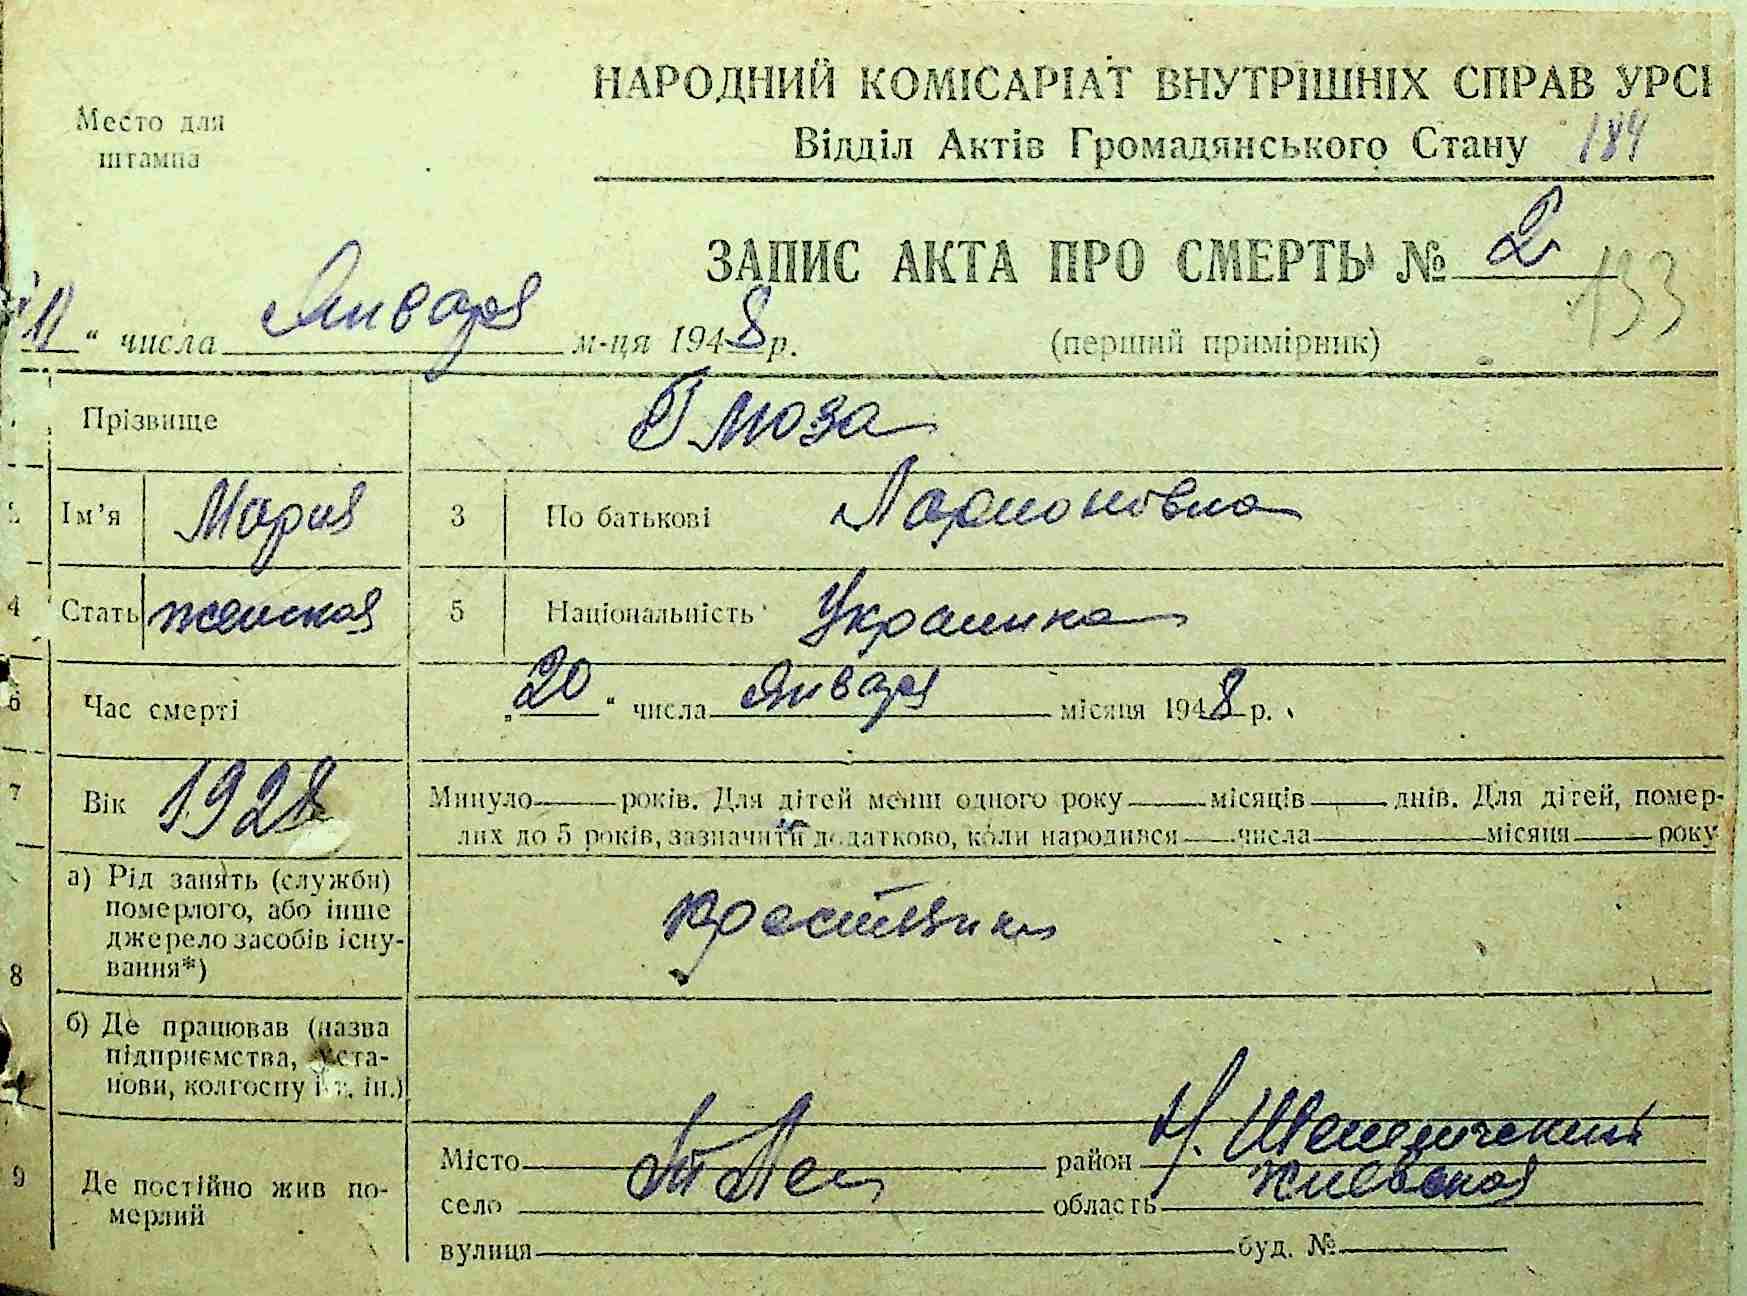 НАРОДНИЙ КОМІСАРІАТ ВНУТРІШНІХ СПРАВ УРСІ
Место для штампа
Відділ Актів Громадянського Стану 184
ЗАПИС АКТА ПРО СМЕРТЬ № 2
133
" числа Января м-ця 1948 р. (перший примірник)
Прізвище
Ім'я Мария 3 По батькові Ларионовна
4 Стать женская 5 Національність Украинка
6 Час смерті „20" числа Января місяця 1948 р.
7 Вік 1928 Минуло років. Для дітей менш одного року місяців днів. Для дітей, помер-
лих до 5 років, зазначити додатково, коли народився числа місяця року
8 а) Рід занять (служби) померлого, або інше джерело засобів існу-вання*)
б) Де працював (назва підприємства, уста-нови, колгоспу і т. ін.)
9 Де постійно жив по-мерлий
Місто район
село область Киевская
вулиця буд. №